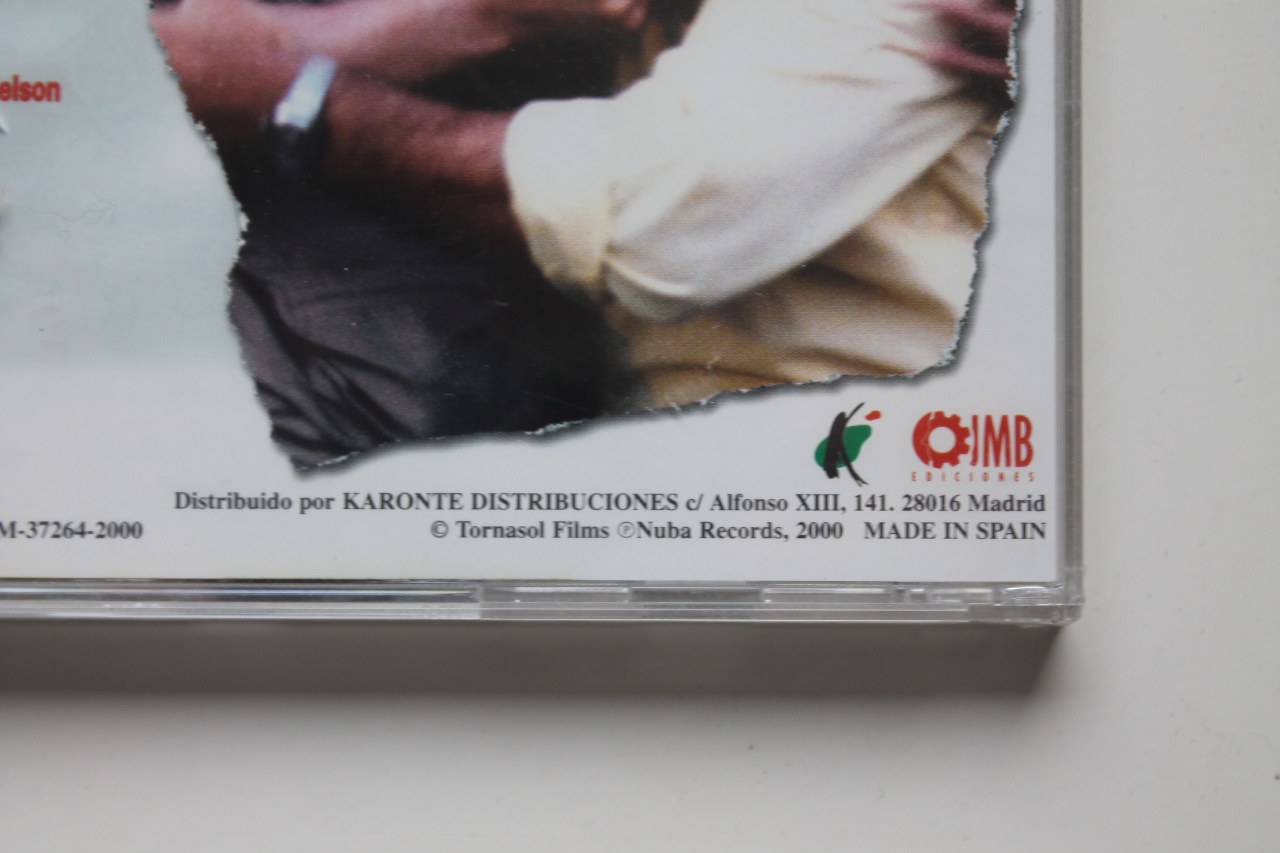 elson
K
JMB
EDICIONES
Distribuido por KARONTE DISTRIBUCIONES c/ Alfonso XIII, 141. 28016 Madrid
M-37264-2000
© Tornasol Films ℗Nuba Records, 2000 MADE IN SPAIN